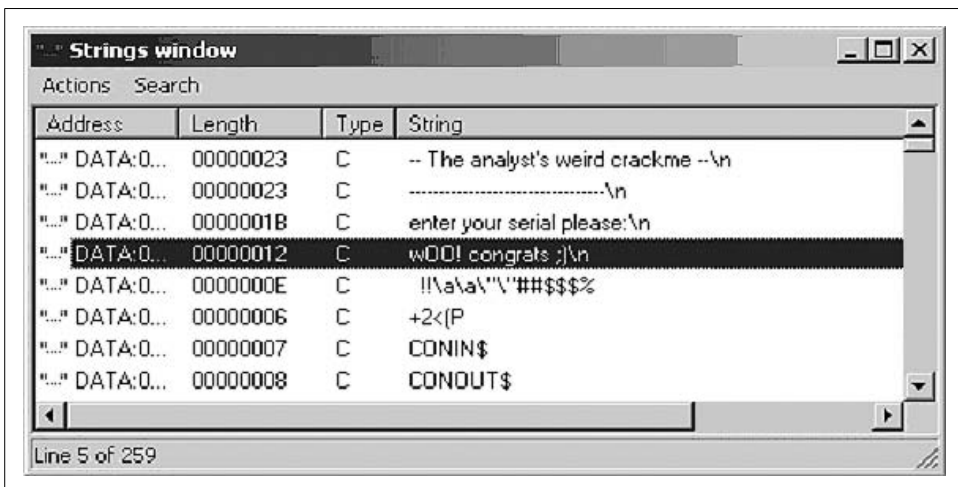 "..." Strings window
Actions Search
Address Length Type String
"..." DATA:0... 00000023 C -- The analyst's weird crackme --\n
"..." DATA:0... 00000023 C --------------------------------\n
"..." DATA:0... 0000001B C enter your serial please:\n
"..." DATA:0... 00000012 C wOO! congrats ;)\n
"..." DATA:0... 0000000E C !!\a\a\"\"##$$$%
"..." DATA:0... 00000006 C +2<(P
"..." DATA:0... 00000007 C CONIN$
"..." DATA:0... 00000008 C CONOUT$
Line 5 of 259